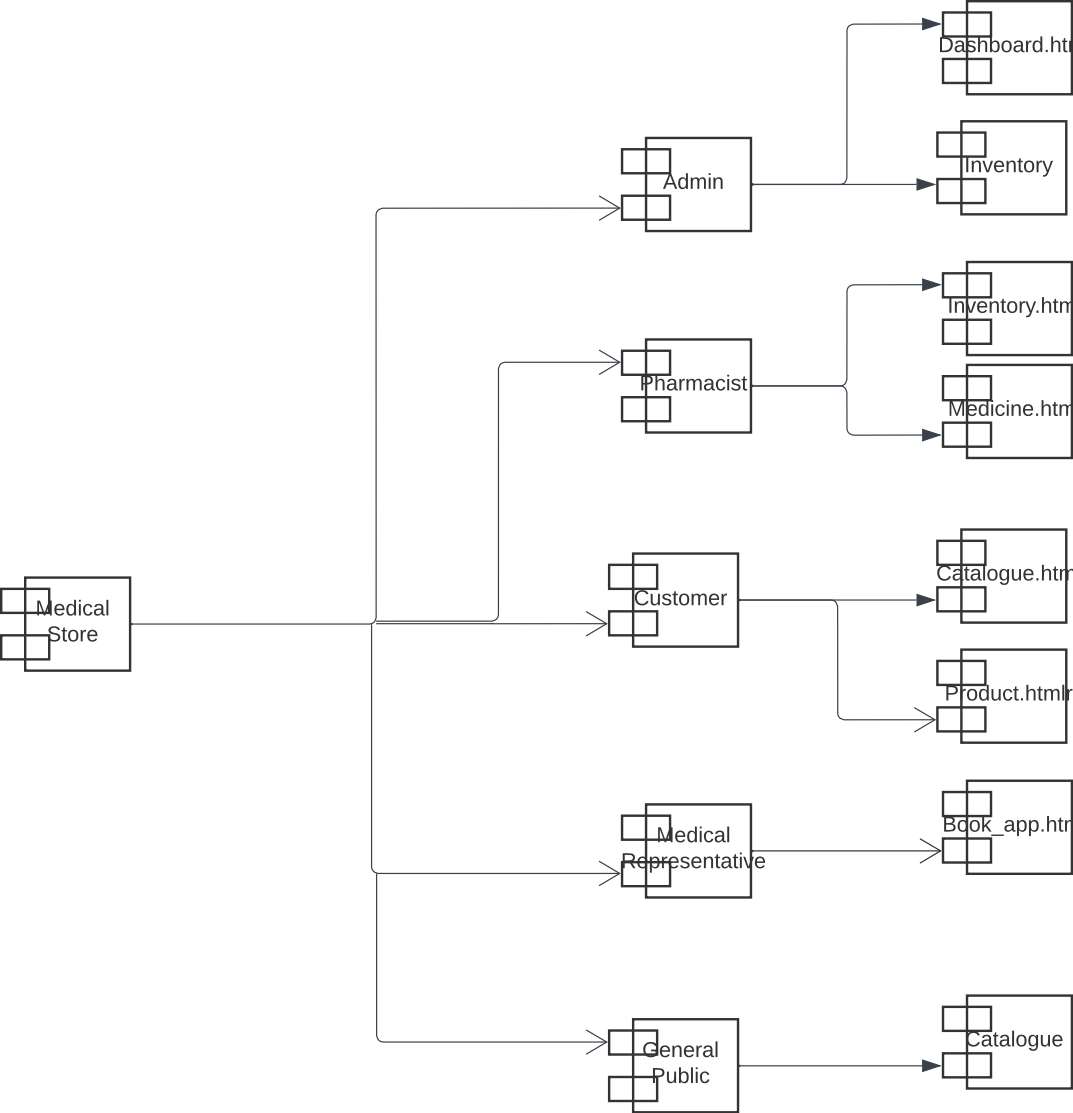 Dashboard.htm
Inventory
Admin
Inventory.htm
Pharmacist
Medicine.htm
Catalogue.htm
Customer
Medical
Store
Product.htmlr
Book_app.htm
Medical
Representative
Catalogue
General
Public